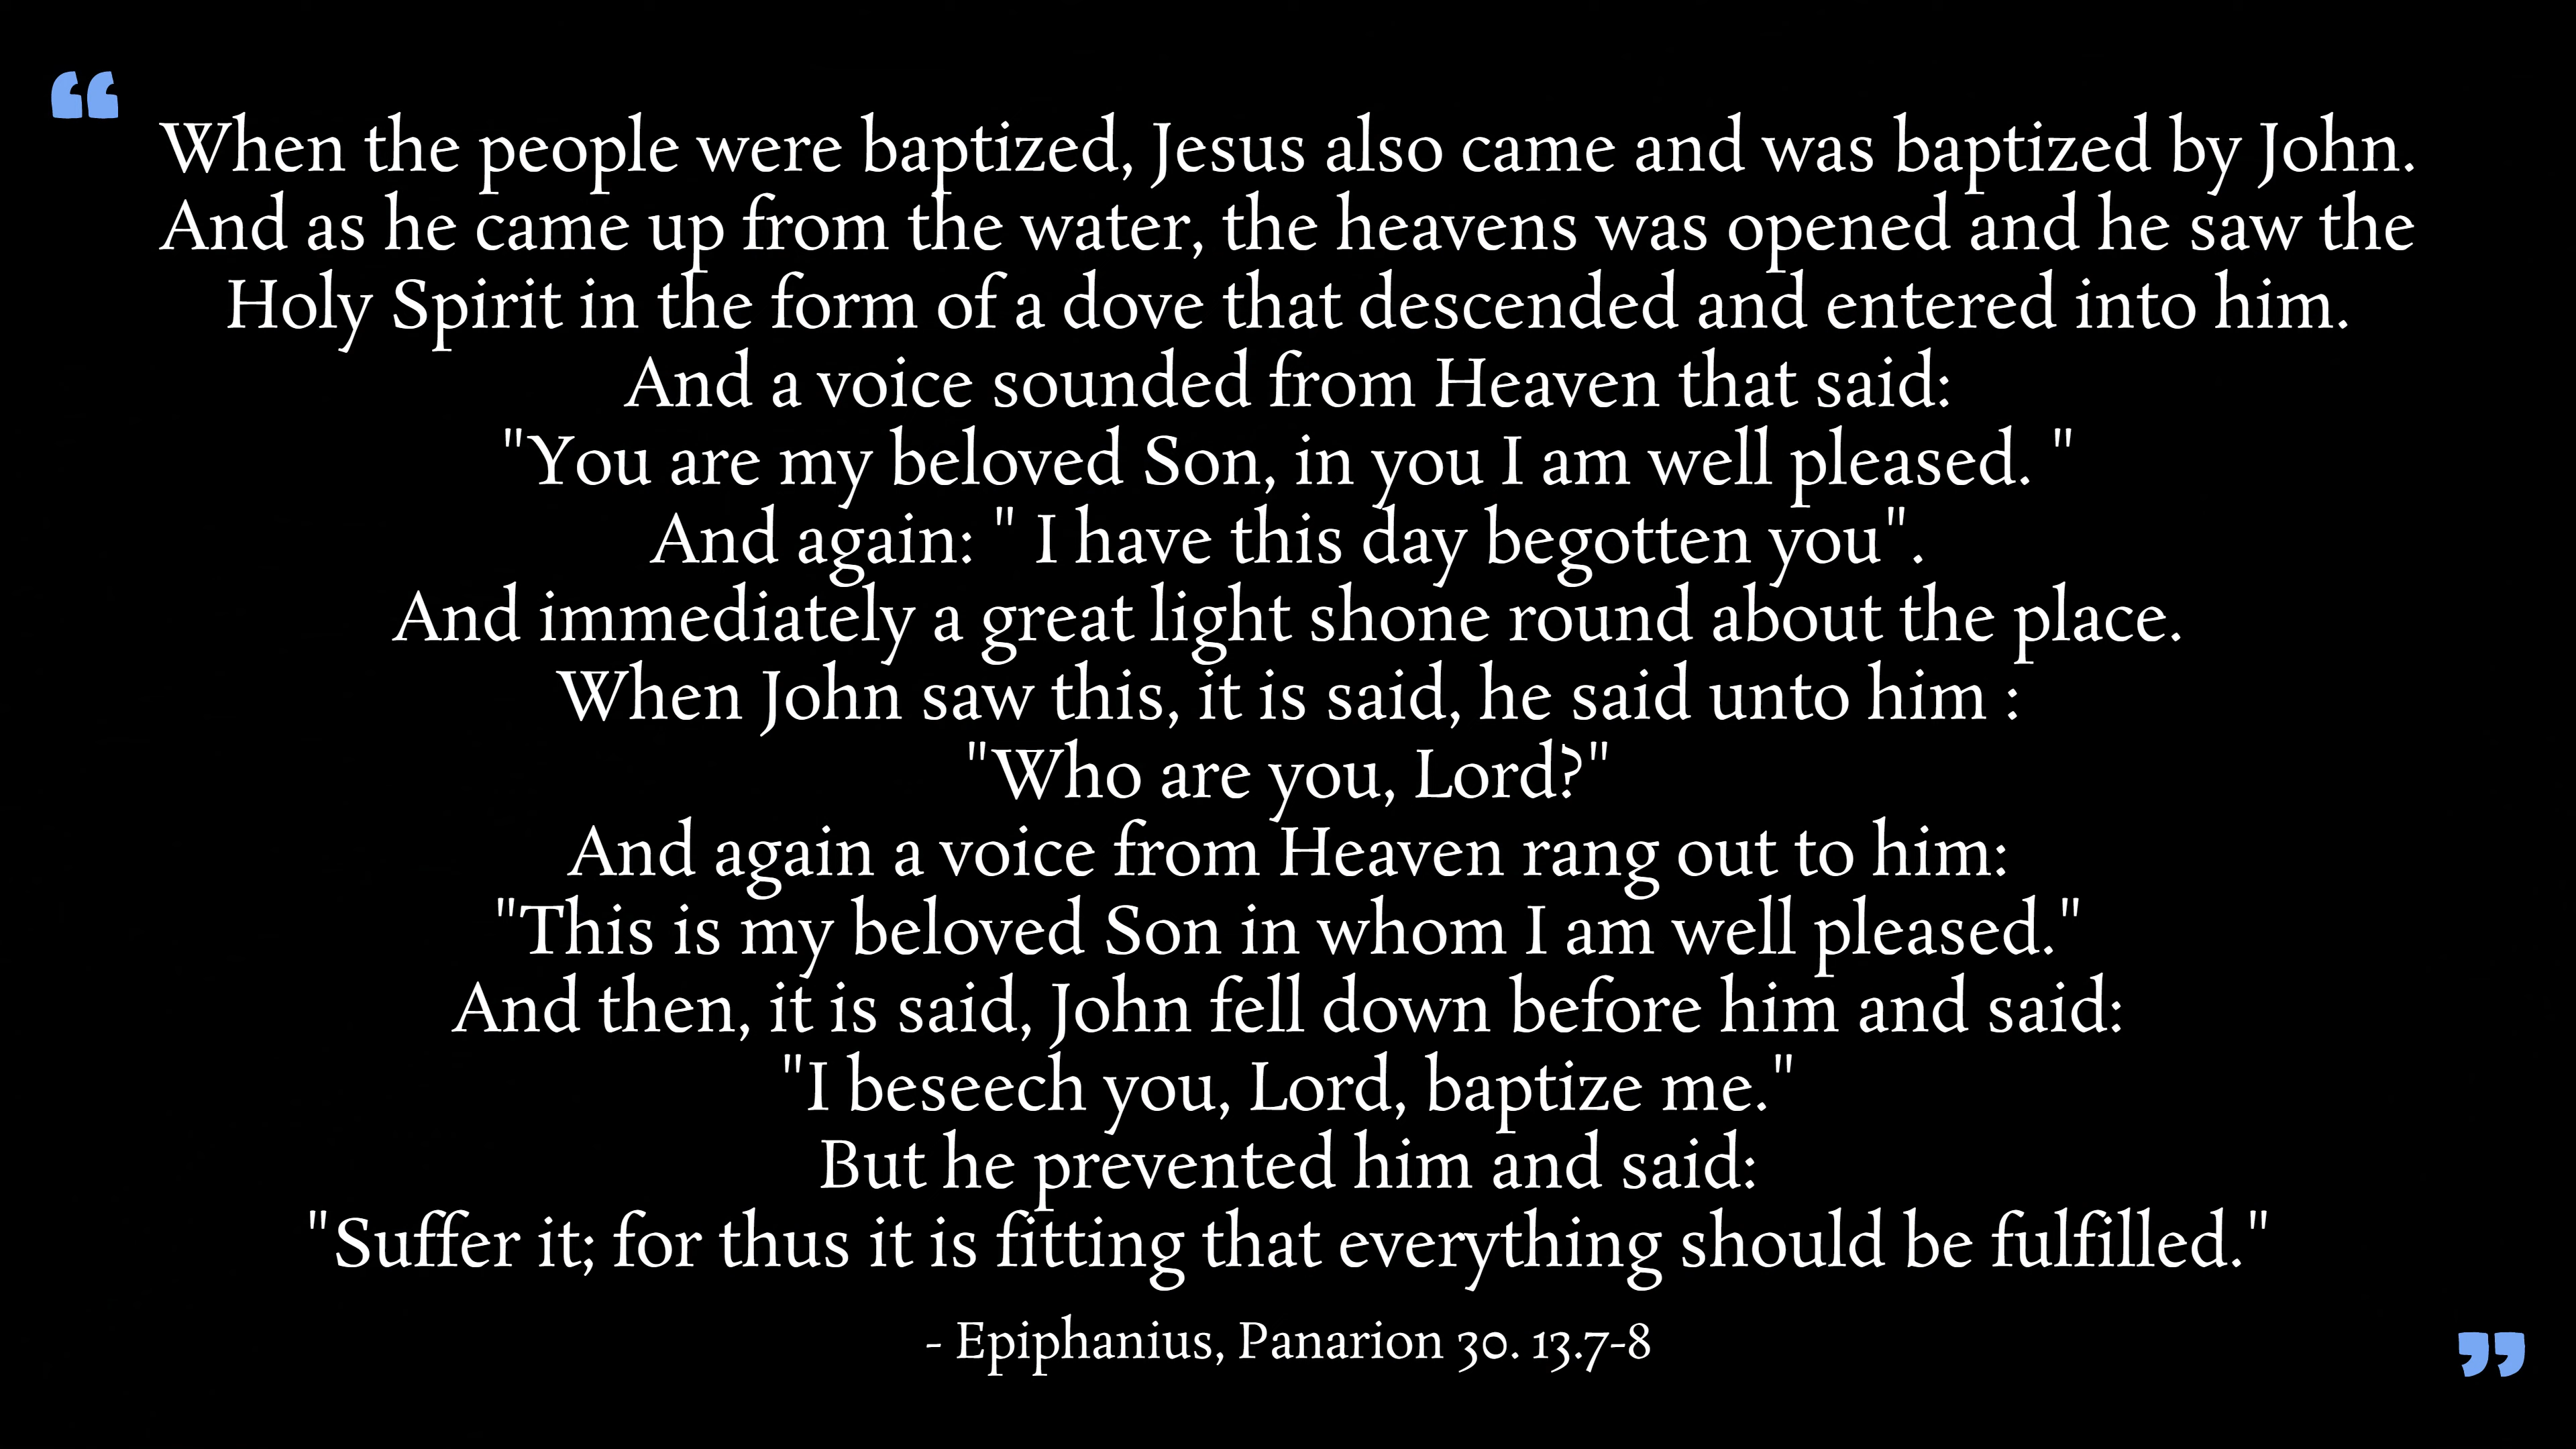 “
When the people were baptized, Jesus also came and was baptized by John.
And as he came up from the water, the heavens was opened and he saw the
Holy Spirit in the form of a dove that descended and entered into him.
And a voice sounded from Heaven that said:
"You are my beloved Son, in you I am well pleased. "
And again: " I have this day begotten you".
And immediately a great light shone round about the place.
When John saw this, it is said, he said unto him :
"Who are you, Lord?"
And again a voice from Heaven rang out to him:
"This is my beloved Son in whom I am well pleased."
And then, it is said, John fell down before him and said:
"I beseech you, Lord, baptize me."
But he prevented him and said:
"Suffer it; for thus it is fitting that everything should be fulfilled."
- Epiphanius, Panarion 30. 13.7-8
”